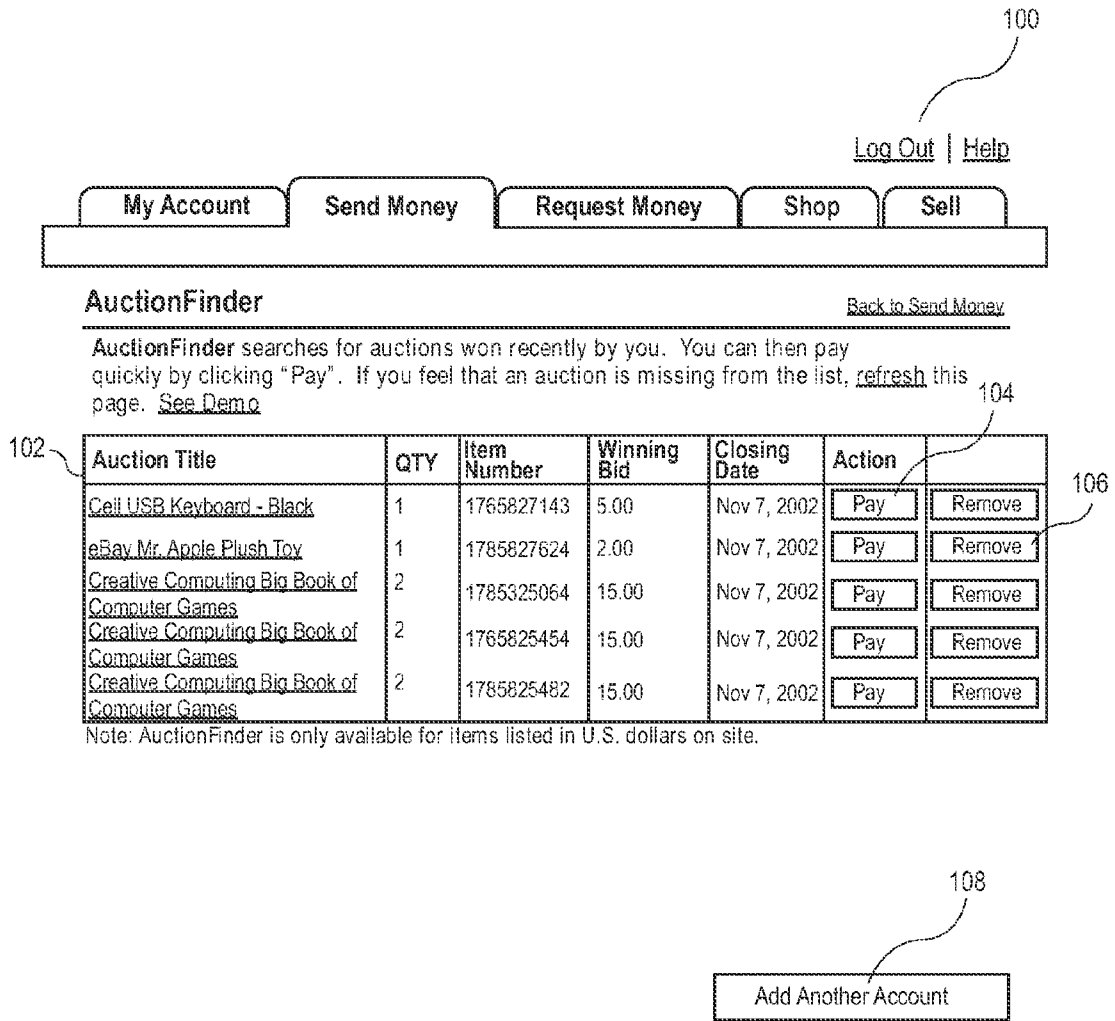 100
Log Out | Help
My Account Send Money Request Money Shop Sell
AuctionFinder Back to Send Money
AuctionFinder searches for auctions won recently by you. You can then pay
quickly by clicking “Pay”. If you feel that an auction is missing from the list, refresh this
page. See Demo
104
102
Auction Title QTY Item Number Winning Bid Closing Date Action
106
Ceil USB Keyboard - Black 1 1765827143 5.00 Nov 7, 2002 Pay Remove
eBay Mr. Apple Plush Toy 1 1785827624 2.00 Nov 7, 2002 Pay Remove
Creative Computing Big Book of 2 1785325064 15.00 Nov 7, 2002 Pay Remove
Computer Games
Creative Computing Big Book of 2 1765825454 15.00 Nov 7, 2002 Pay Remove
Computer Games
Creative Computing Big Book of 2 1785825482 15.00 Nov 7, 2002 Pay Remove
Computer Games
Note: AuctionFinder is only available for items listed in U.S. dollars on site.
108
Add Another Account